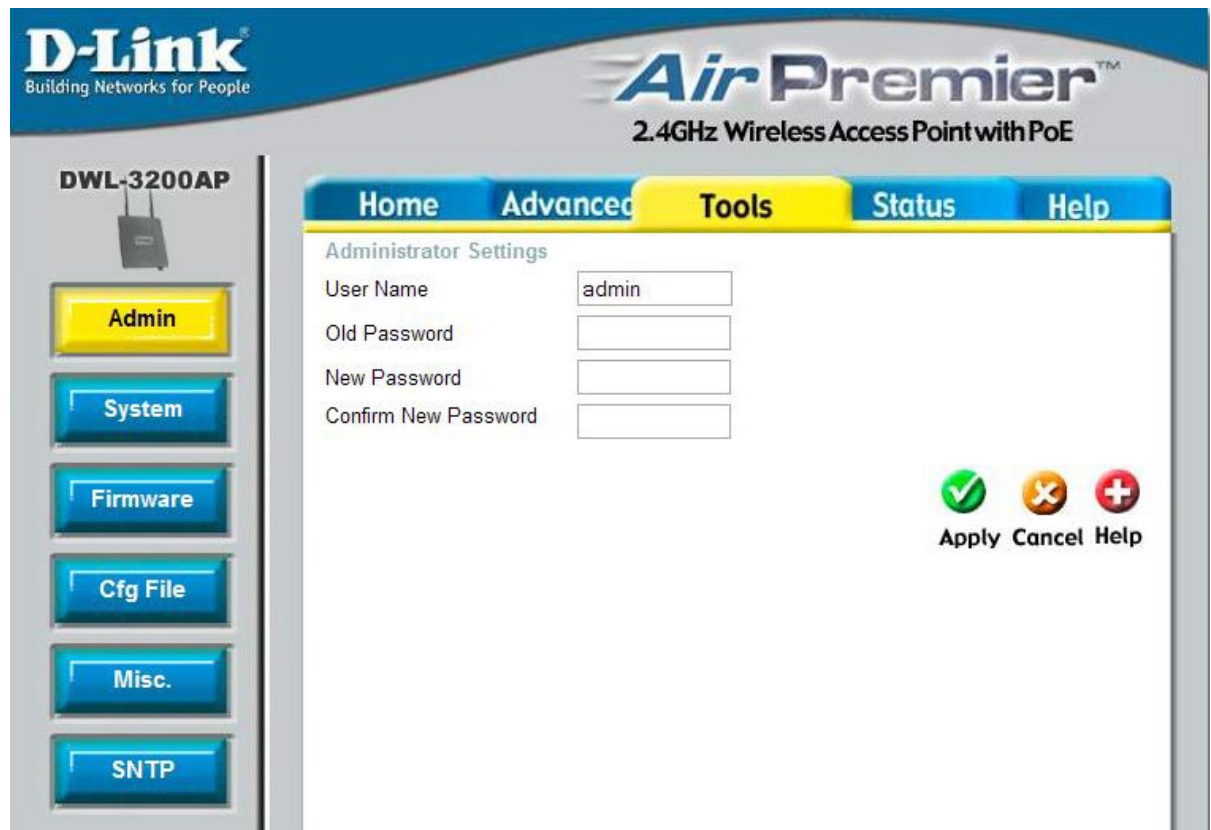 D-Link®
Building Networks for People
Air Premier™
2.4GHz Wireless Access Point with PoE
DWL-3200AP
Home Advanced Tools Status Help
Administrator Settings
User Name admin
Old Password
New Password
Confirm New Password
Apply Cancel Help
Admin
System
Firmware
Cfg File
Misc.
SNTP